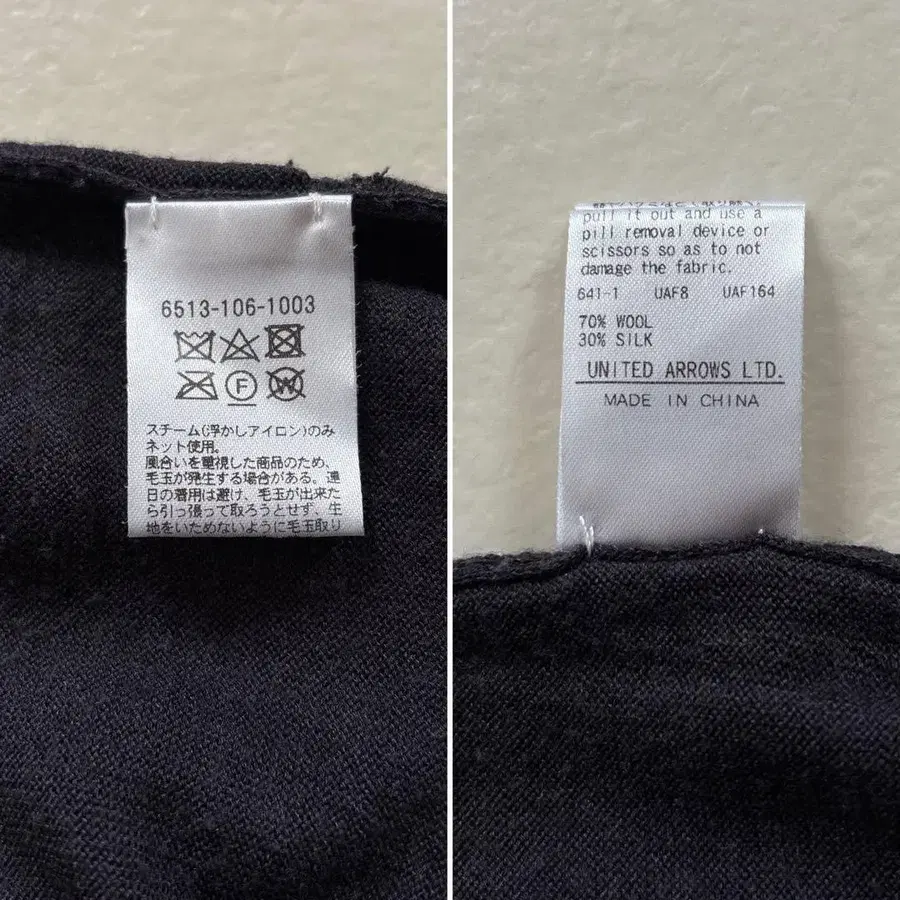 6513-106-1003
F
W
スチーム(浮かしアイロン)のみ
ネット使用。
風合いを重視した商品のため、
毛玉が発生する場合がある。連
日の着用は避け、毛玉が出来た
ら引っ張って取ろうとせず、生
地をいためないように毛玉取り
pull it out and use a
pill removal device or
scissors so as to not
damage the fabric.
641-1 UAF8 UAF164
70% WOOL
30% SILK
UNITED ARROWS LTD.
MADE IN CHINA